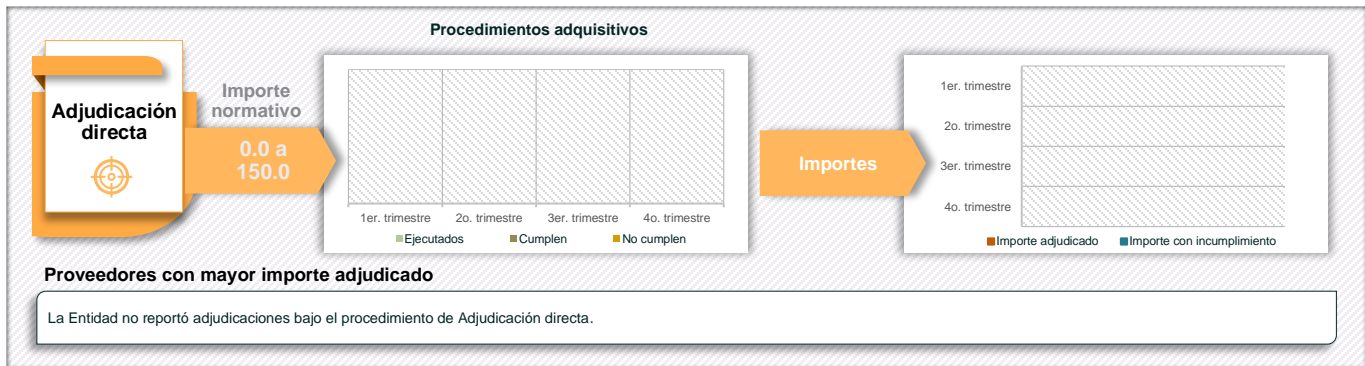 Procedimientos adquisitivos
Adjudicación
directa
Importe
normativo
0.0 a
150.0
1er. trimestre 2o. trimestre 3er. trimestre 4o. trimestre
Ejecutados Cumplen No cumplen
Importes
1er. trimestre
2o. trimestre
3er. trimestre
4o. trimestre
Importe adjudicado Importe con incumplimiento
Proveedores con mayor importe adjudicado
La Entidad no reportó adjudicaciones bajo el procedimiento de Adjudicación directa.